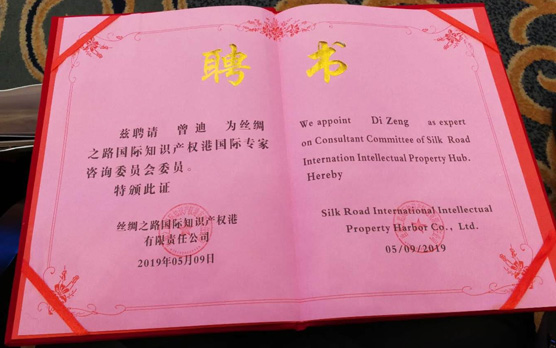 聘 书
兹聘请 曾迪 为丝绸
之路国际知识产权港国际专家
咨询委员会委员。
特颁此证
丝绸之路国际知识产权港
有限责任公司
2019年05月09日
We appoint Di Zeng as expert
on Consultant Committee of Silk Road
Internation Intellectual Property Hub.
Hereby
Silk Road International Intellectual
Property Harbor Co., Ltd.
05/09/2019